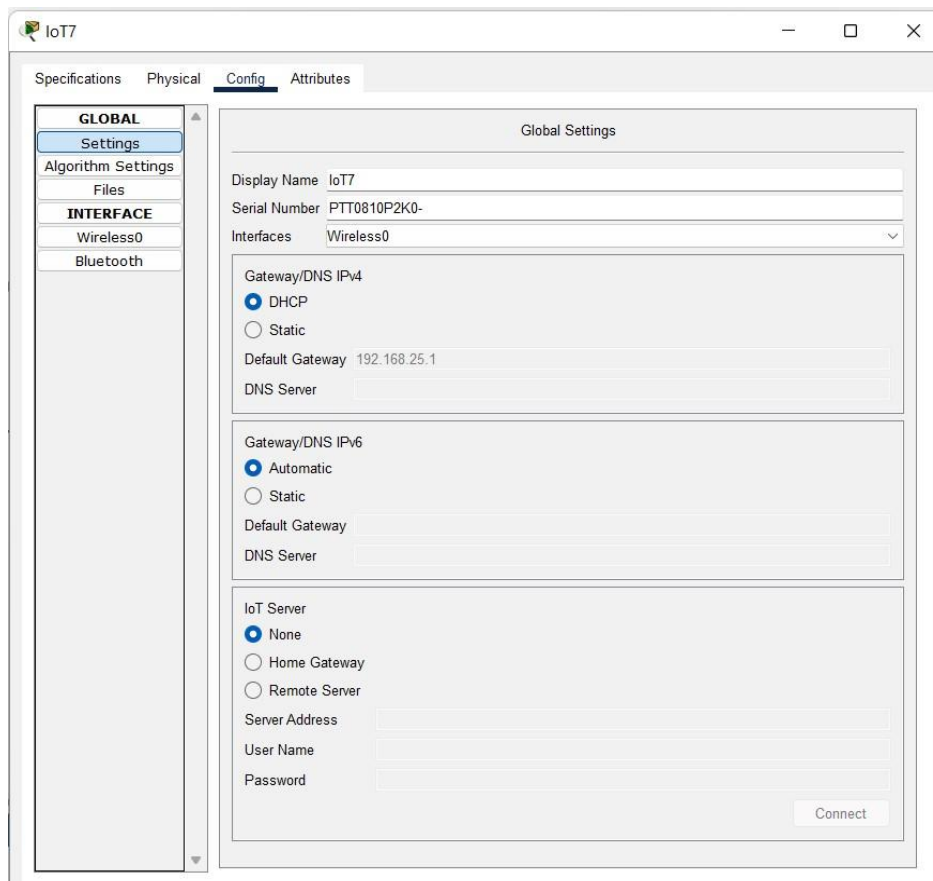 IoT7
Specifications Physical Config Attributes
GLOBAL
Settings
Algorithm Settings
Files
INTERFACE
Wireless0
Bluetooth
Global Settings
Display Name IoT7
Serial Number PTT0810P2K0-
Interfaces Wireless0
Gateway/DNS IPv4
DHCP
Static
Default Gateway 192.168.25.1
DNS Server
Gateway/DNS IPv6
Automatic
Static
Default Gateway
DNS Server
IoT Server
None
Home Gateway
Remote Server
Server Address
User Name
Password
Connect